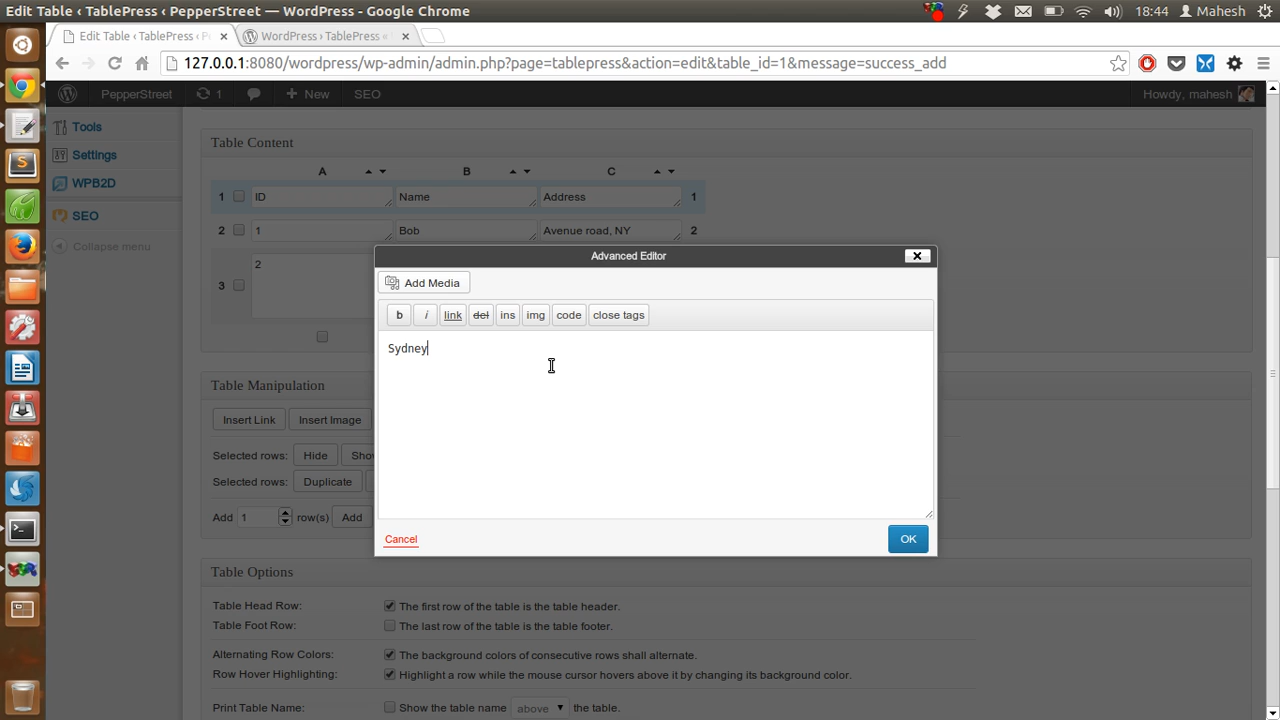 Edit Table ‹ TablePress ‹ PepperStreet — WordPress - Google Chrome
18:44 Mahesh
Edit Table ‹ TablePress ‹ P
WordPress › TablePress «
127.0.0.1:8080/wordpress/wp-admin/admin.php?page=tablepress&action=edit&table_id=1&message=success_add
PepperStreet 1 New SEO Howdy, mahesh
Tools
Settings
WPB2D
SEO
Collapse menu
Table Content
A B C
1 ID Name Address 1
2 1 Bob Avenue road, NY 2
3 2
Advanced Editor
Add Media
b i link del ins img code close tags
Sydney
Cancel OK
Table Manipulation
Insert Link Insert Image
Selected rows: Hide
Selected rows: Duplicate
Add 1 row(s) Add
Table Options
Table Head Row: The first row of the table is the table header.
Table Foot Row: The last row of the table is the table footer.
Alternating Row Colors: The background colors of consecutive rows shall alternate.
Row Hover Highlighting: Highlight a row while the mouse cursor hovers above it by changing its background color.
Print Table Name: Show the table name above the table.